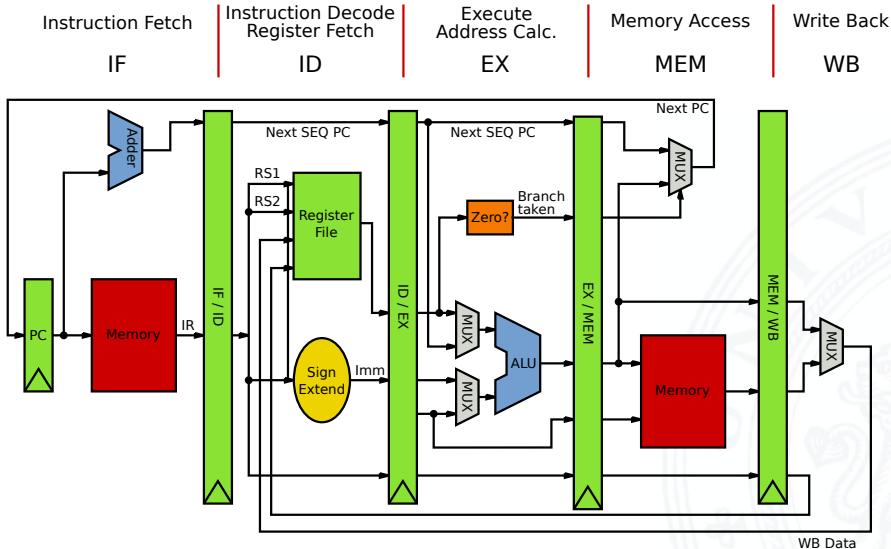 Instruction Fetch
Instruction Decode
Register Fetch
Execute
Address Calc.
Memory Access
Write Back
IF
ID
EX
MEM
WB
Next PC
Adder
Next SEQ PC
Next SEQ PC
MUX
RS1
RS2
Register
File
Branch
taken
Zero?
IF / ID
ID / EX
EX / MEM
MEM / WB
PC
Memory
IR
MUX
ALU
MUX
Sign
Extend
Imm
MUX
Memory
WB Data